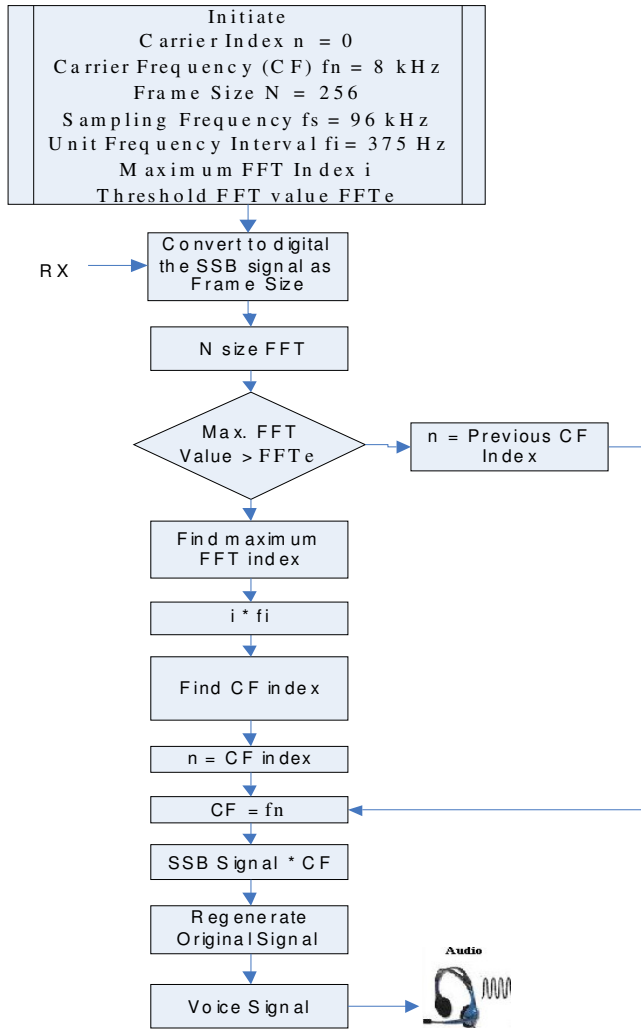 Initiate
Carrier Index n = 0
Carrier Frequency (CF) fn = 8 kHz
Frame Size N = 256
Sampling Frequency fs = 96 kHz
Unit Frequency Interval fi = 375 Hz
Maximum FFT Index i
Threshold FFT value FFTe
RX
Convert to digital
the SSB signal as
Frame Size
N size FFT
Max. FFT
Value > FFTe
n = Previous CF
Index
Find maximum
FFT index
i * fi
Find CF index
n = CF index
CF = fn
SSB Signal * CF
Regenerate
Original Signal
Voice Signal
Audio